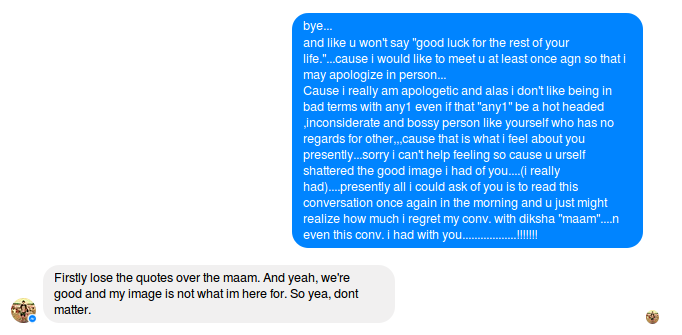 bye...
and like u won't say "good luck for the rest of your
life."...cause i would like to meet u at least once agn so that i
may apologize in person...
Cause i really am apologetic and alas i don't like being in
bad terms with any1 even if that "any1" be a hot headed
,inconsiderate and bossy person like yourself who has no
regards for other,,,cause that is what i feel about you
presently...sorry i can't help feeling so cause u urself
shattered the good image i had of you....(i really
had)....presently all i could ask of you is to read this
conversation once again in the morning and u just might
realize how much i regret my conv. with diksha "maam"....n
even this conv. i had with you..................!!!!!!!
Firstly lose the quotes over the maam. And yeah, we're
good and my image is not what im here for. So yea, dont
matter.